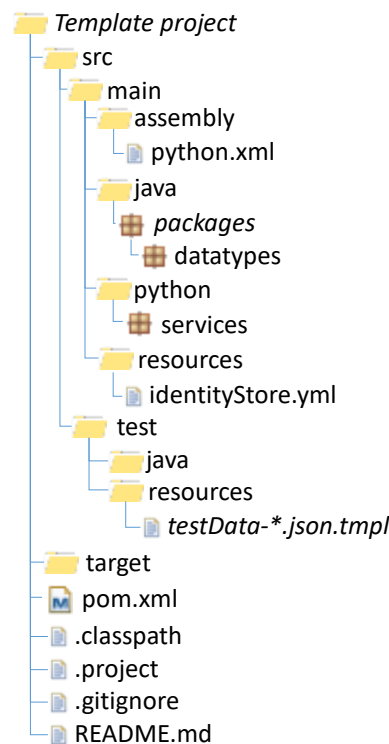 Template project
src
main
assembly
python.xml
java
packages
datatypes
python
services
resources
identityStore.yml
test
java
resources
testData-*.json.tmpl
target
pom.xml
.classpath
.project
.gitignore
README.md